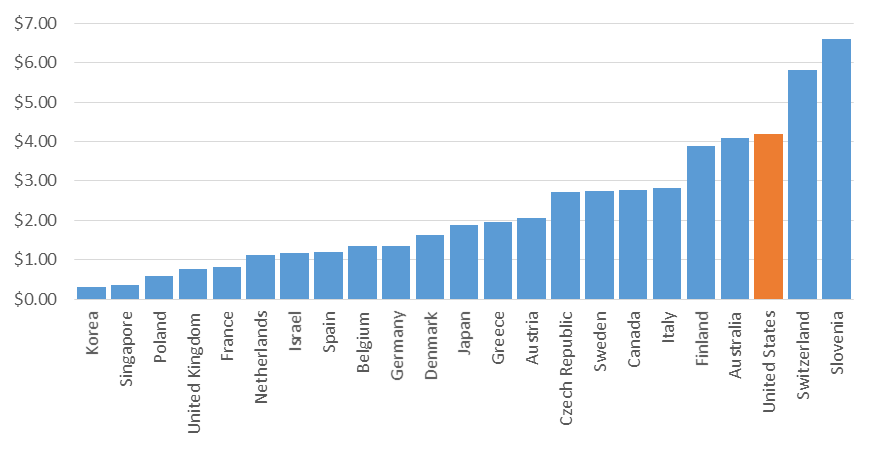 $7.00
$6.00
$5.00
$4.00
$3.00
$2.00
$1.00
$0.00
Korea
Singapore
Poland
United Kingdom
France
Netherlands
Israel
Spain
Belgium
Germany
Denmark
Japan
Greece
Austria
Czech Republic
Sweden
Canada
Italy
Finland
Australia
United States
Switzerland
Slovenia